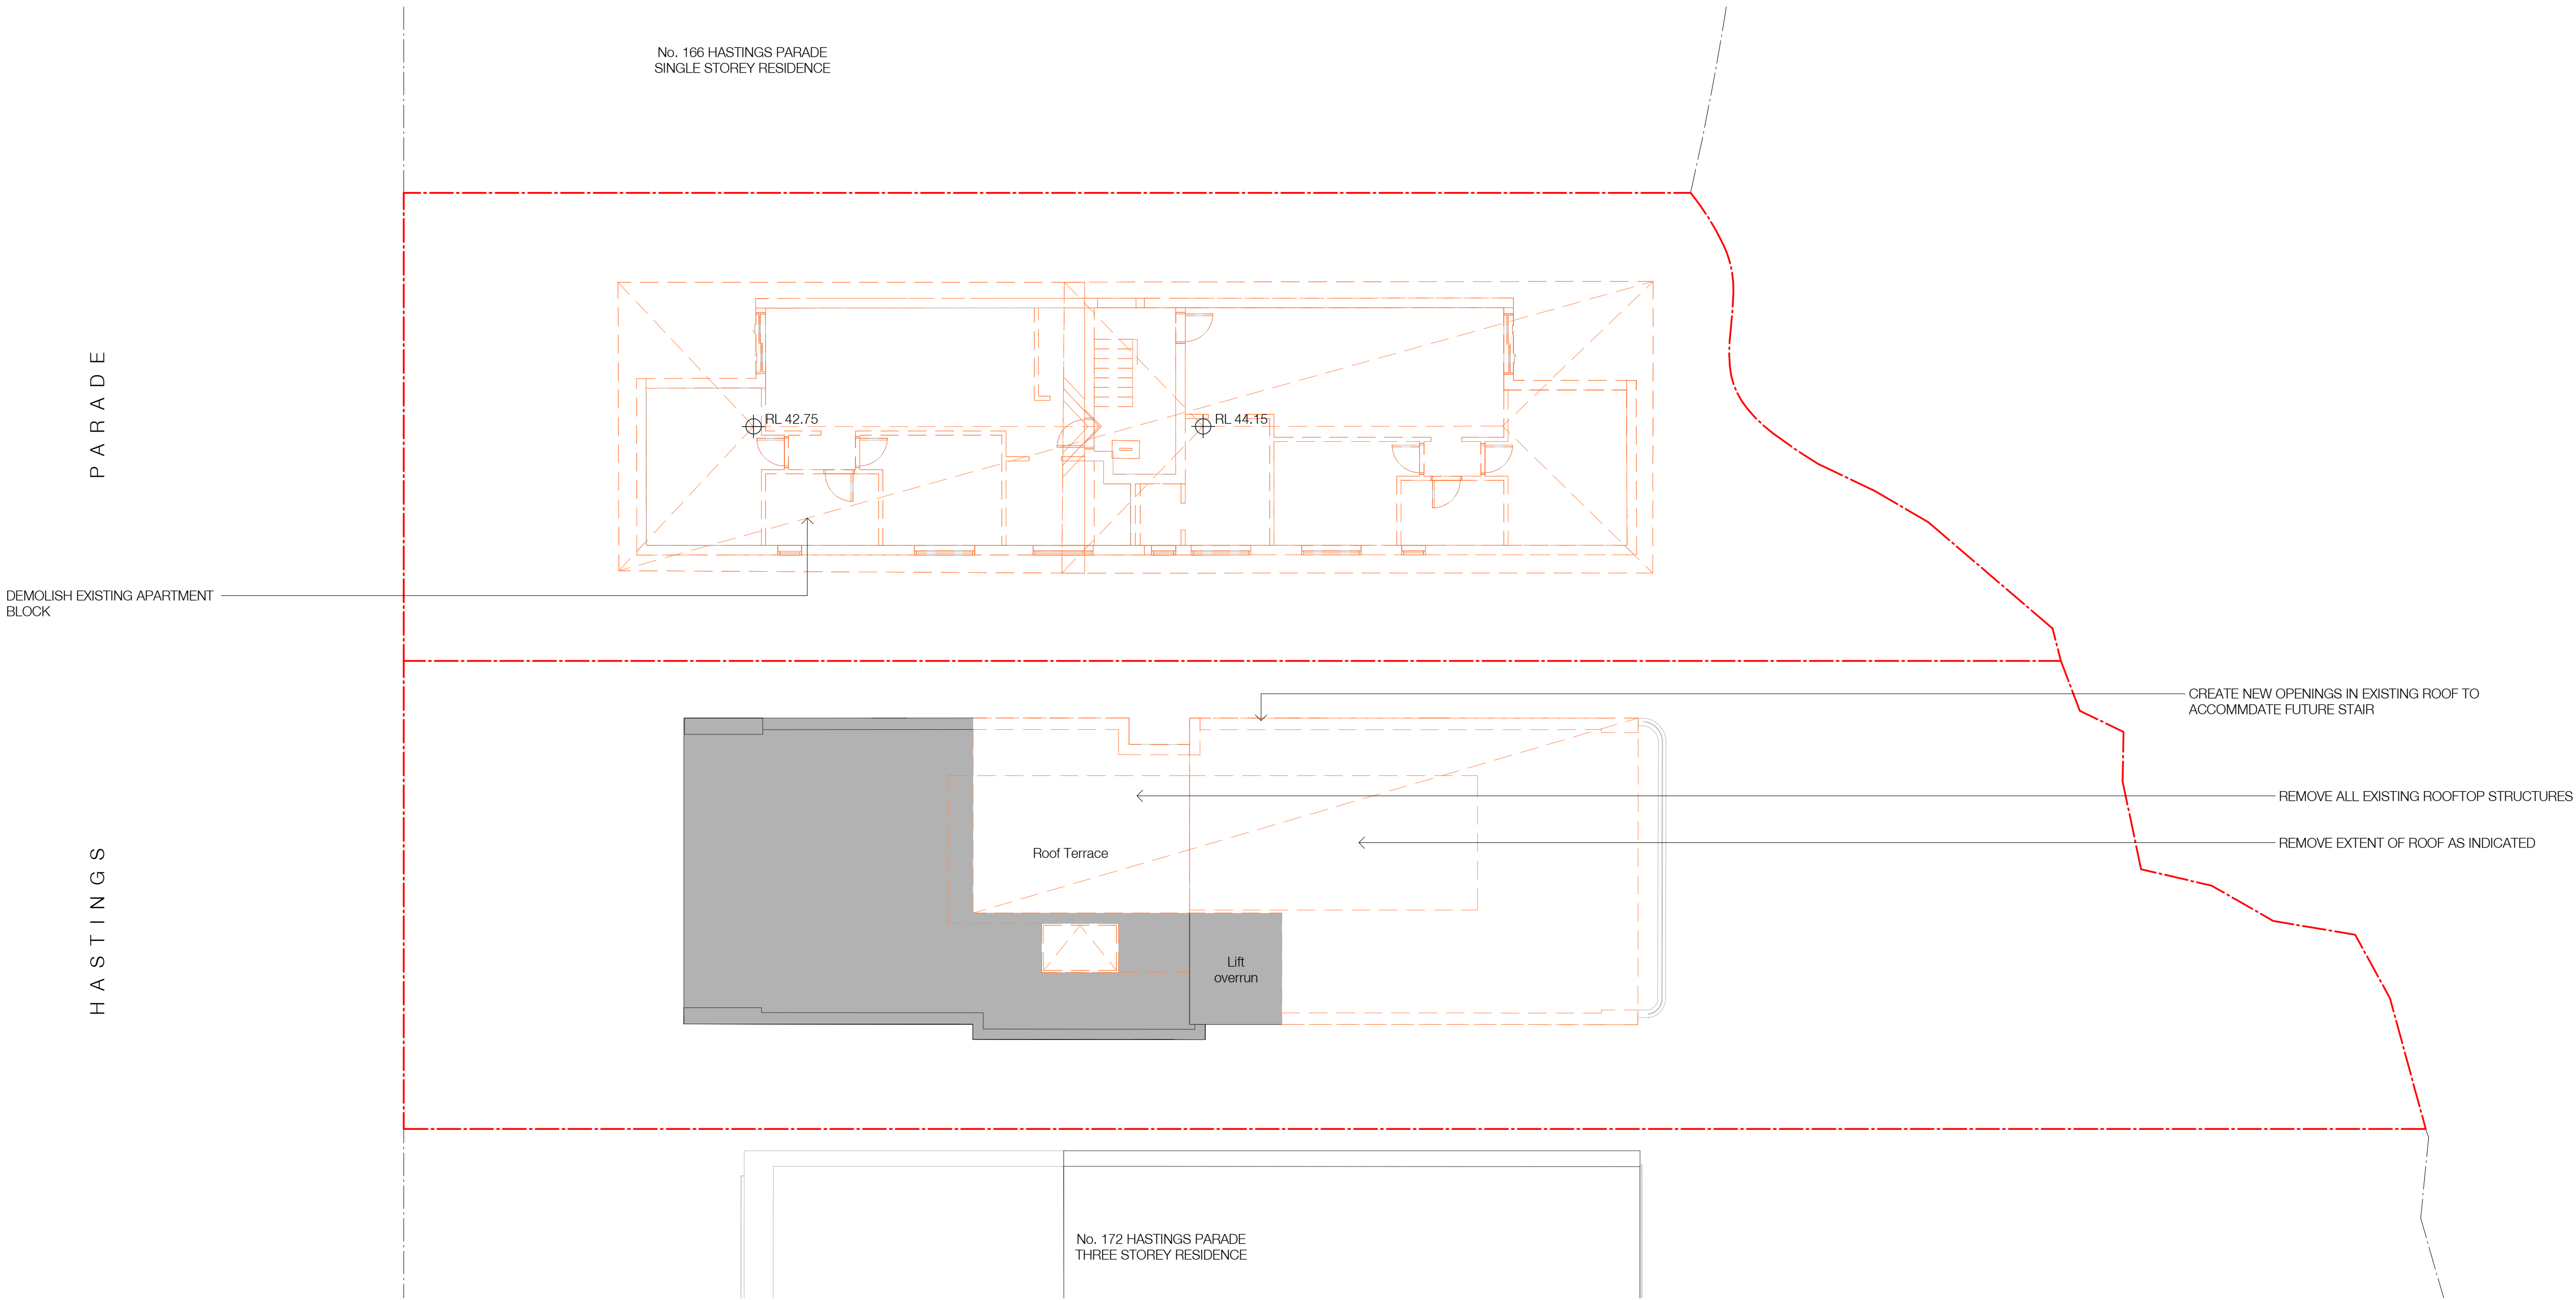 No. 166 HASTINGS PARADE
SINGLE STOREY RESIDENCE
HASTINGS PARADE
RL 42.75
RL 44.15
DEMOLISH EXISTING APARTMENT
BLOCK
CREATE NEW OPENINGS IN EXISTING ROOF TO
ACCOMMDATE FUTURE STAIR
REMOVE ALL EXISTING ROOFTOP STRUCTURES
REMOVE EXTENT OF ROOF AS INDICATED
Roof Terrace
Lift
overrun
No. 172 HASTINGS PARADE
THREE STOREY RESIDENCE